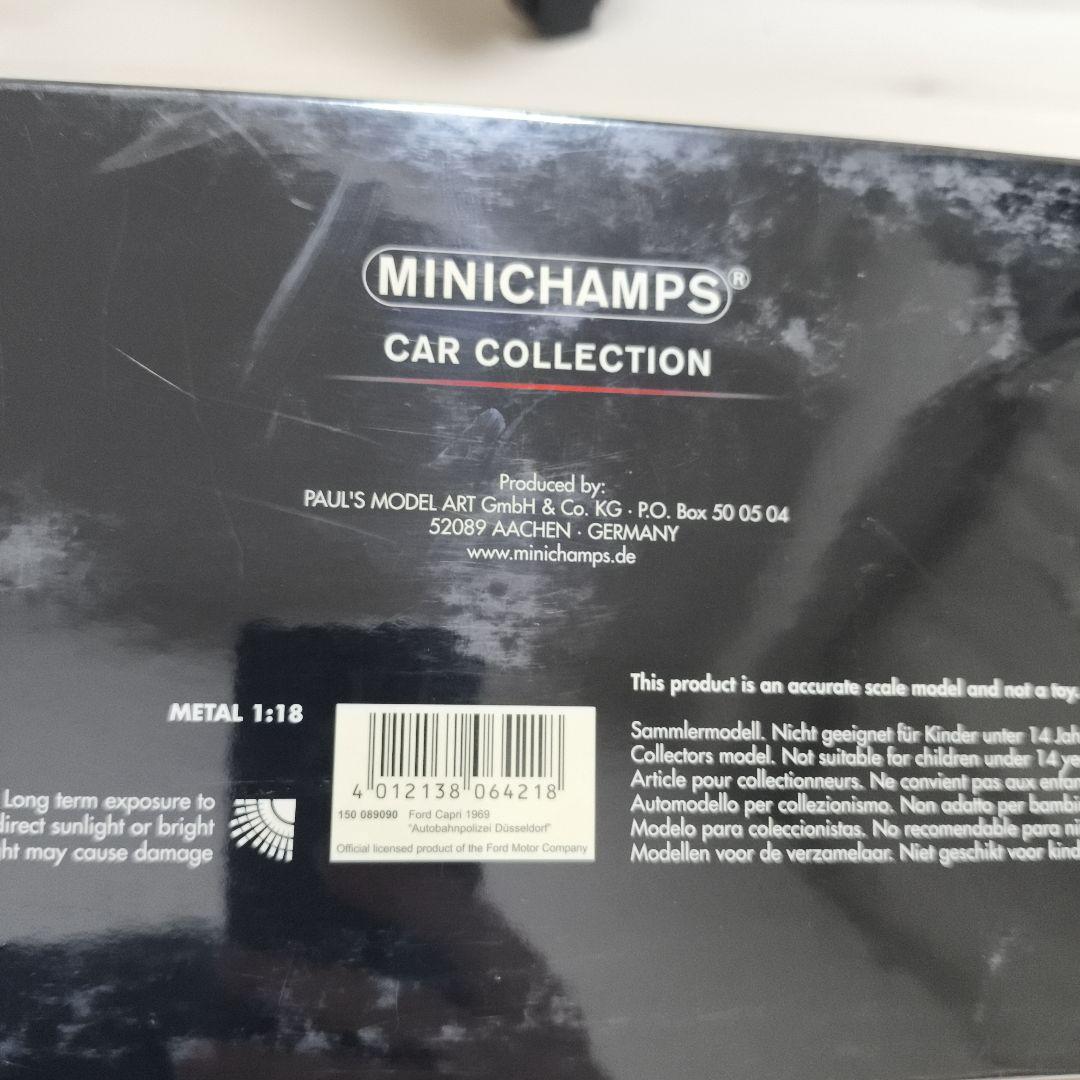 MINICHAMPS®
CAR COLLECTION
Produced by:
PAUL'S MODEL ART GmbH & Co. KG · P.O. Box 50 05 04
52089 AACHEN · GERMANY
www.minichamps.de
METAL 1:18
Long term exposure to
direct sunlight or bright
may cause damage
4 012138 064218
150 089090 Ford Capri 1969
"Autobahnpolizei Düsseldorf"
Official licensed product of the Ford Motor Company
This product is an accurate scale model and not a toy.
Sammlermodell. Nicht geeignet für Kinder unter 14
Collectors model. Not suitable for children under 14
Article pour collectionneurs. Ne convient pas aux
Automodello per collezionismo. Non adatto per
Modelo para coleccionistas. No recomendable para
Modellen voor de verzamelaar. Niet geschikt voor